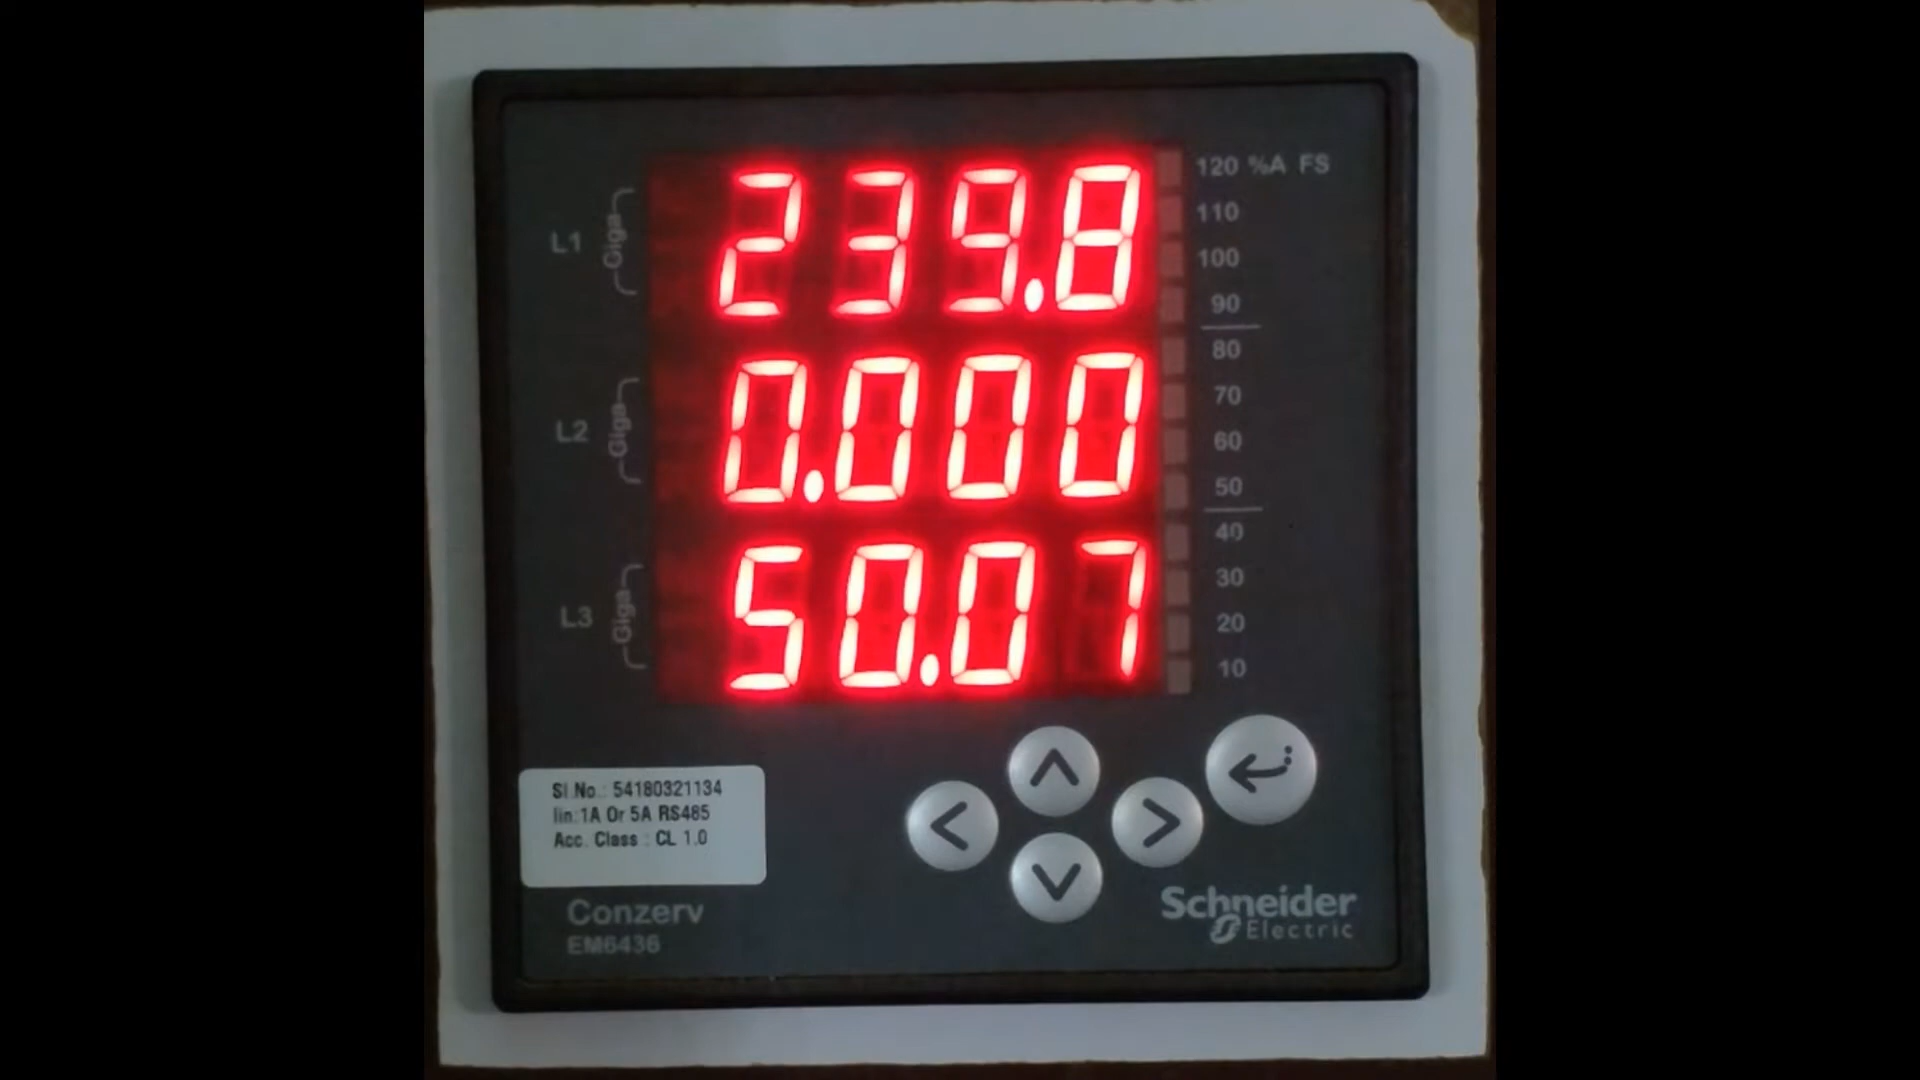 239.8
0.000
50.07
L1 Giga
L2 Giga
L3 Giga
120 %A FS
110
100
90
80
70
60
50
40
30
20
10
Sl.No.: 54180321134
Iin:1A Or 5A RS485
Acc. Class : CL 1.0
Conzerv
EM6436
Schneider
Electric